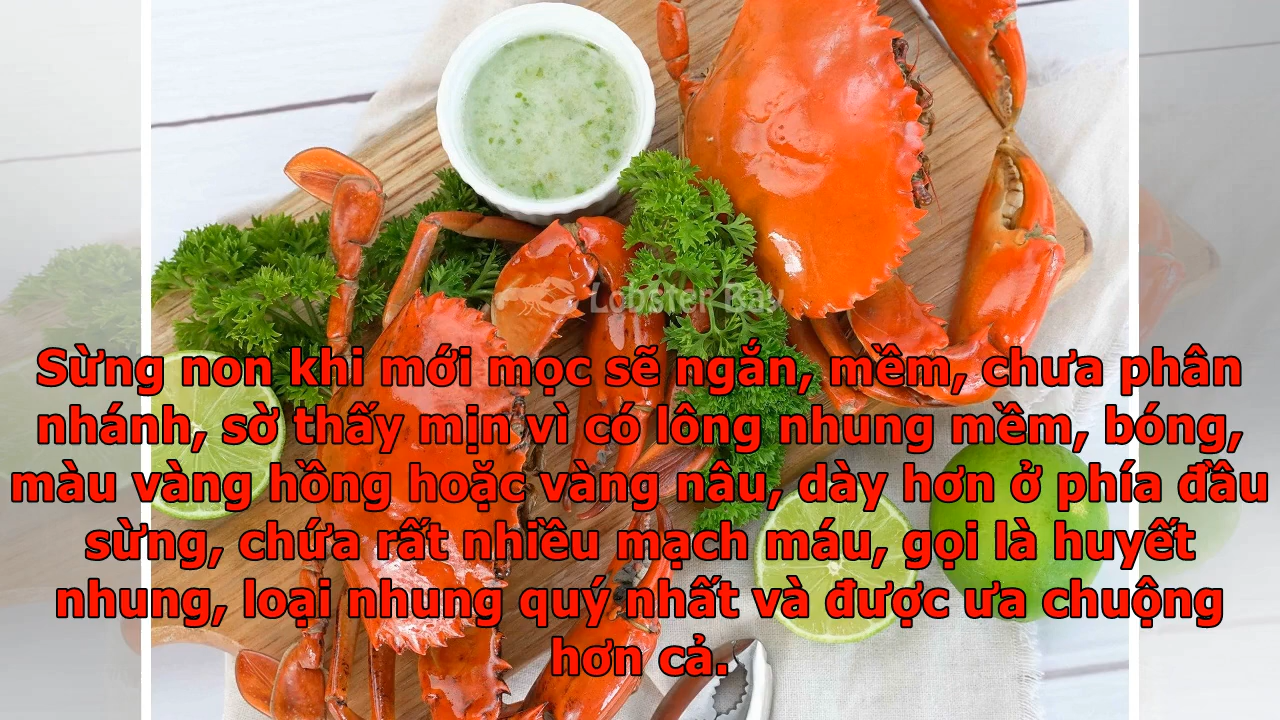 Lobster Bay
Sừng non khi mới mọc sẽ ngắn, mềm, chưa phân
nhánh, sờ thấy mịn vì có lông nhung mềm, bóng,
màu vàng hồng hoặc vàng nâu, dày hơn ở phía đầu
sừng, chứa rất nhiều mạch máu, gọi là huyết
nhung, loại nhung quý nhất và được ưa chuộng
hơn cả.